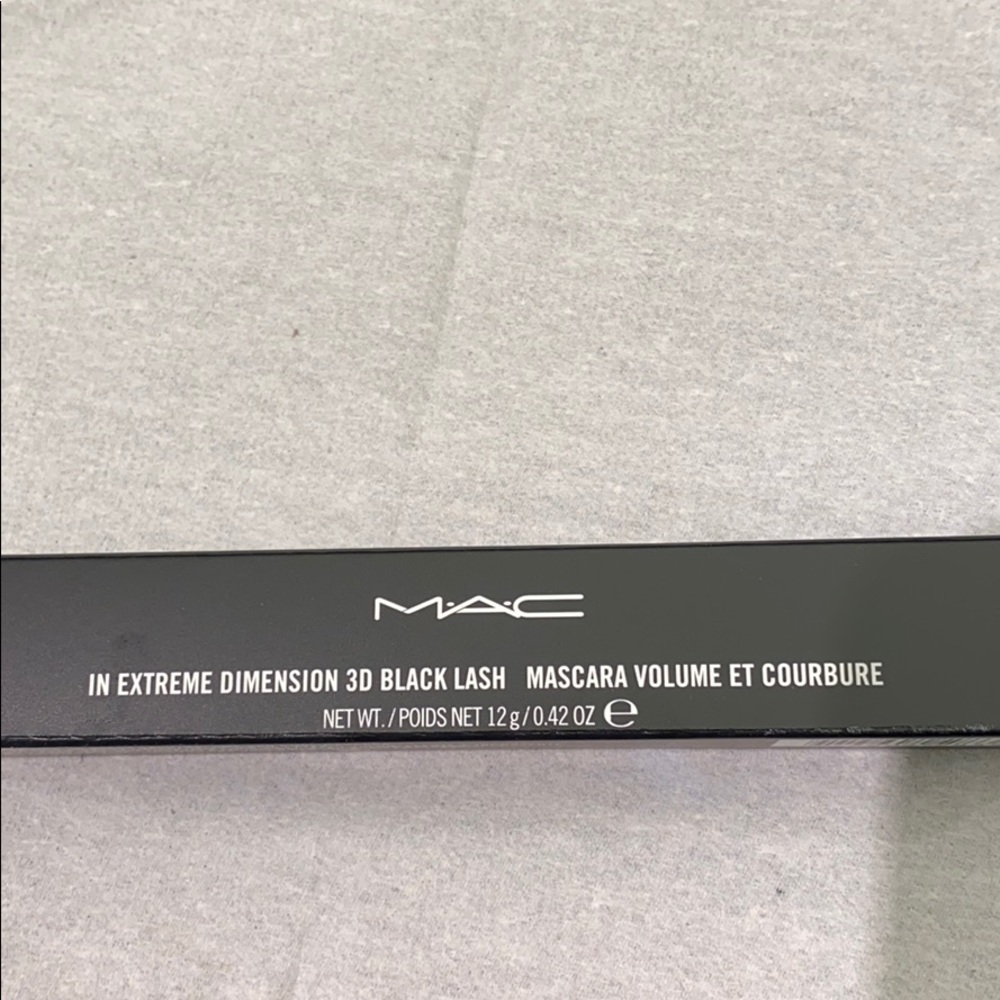 M·A·C
IN EXTREME DIMENSION 3D BLACK LASH MASCARA VOLUME ET COURBURE
NET WT. / POIDS NET 12 g / 0.42 OZ ℮